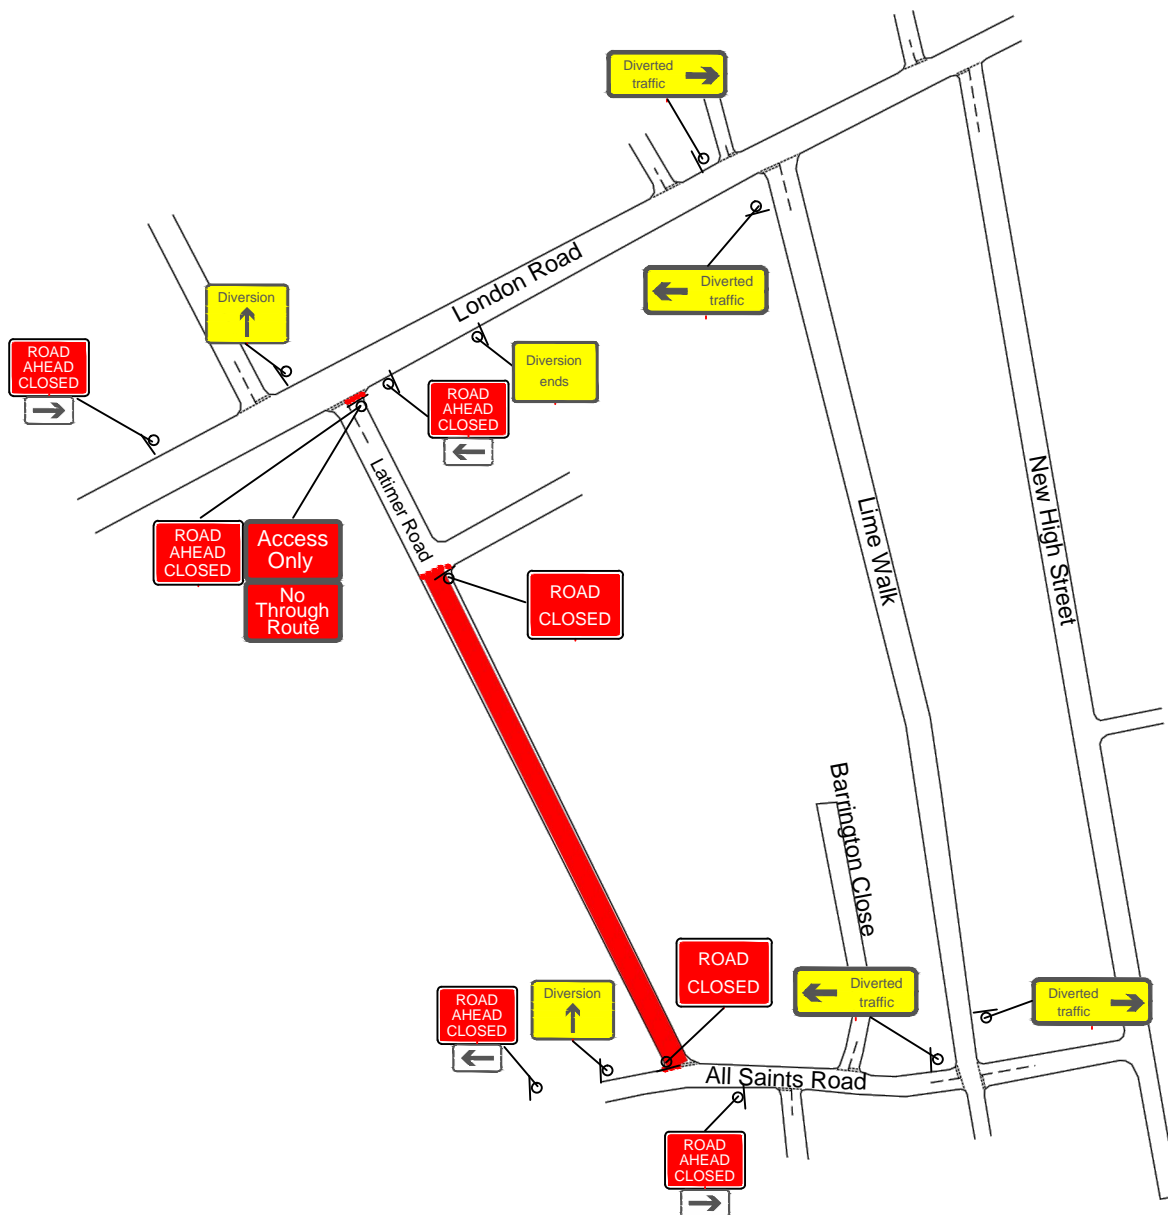 Diverted
traffic
London Road
Diverted
traffic
Diversion
ROAD
AHEAD
CLOSED
Diversion
ends
ROAD
AHEAD
CLOSED
Latimer Road
Lime Walk
New High Street
ROAD
AHEAD
CLOSED
Access
Only
No
Through
Route
ROAD
CLOSED
Barrington Close
ROAD
CLOSED
Diverted
traffic
Diverted
traffic
Diversion
ROAD
AHEAD
CLOSED
All Saints Road
ROAD
AHEAD
CLOSED